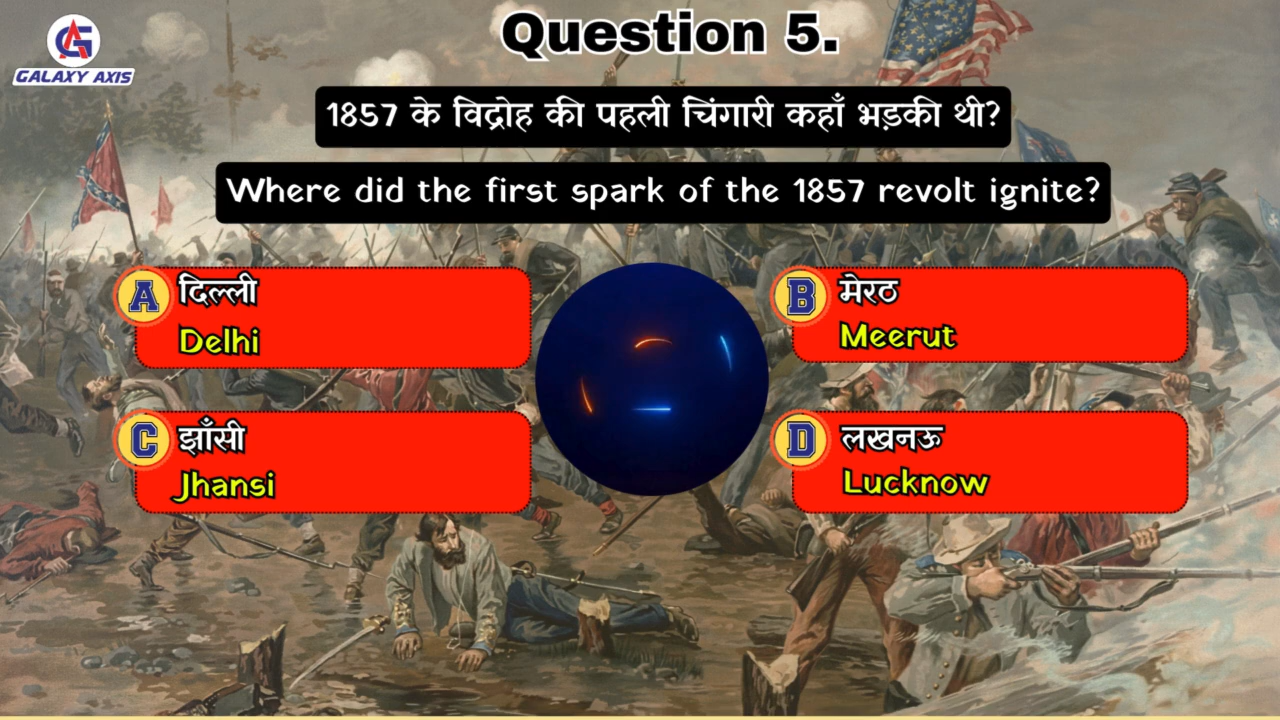 GALAXY AXIS
Question 5.
1857 के विद्रोह की पहली चिंगारी कहाँ भड़की थी?
Where did the first spark of the 1857 revolt ignite?
A दिल्ली
Delhi
B मेरठ
Meerut
C झाँसी
Jhansi
D लखनऊ
Lucknow